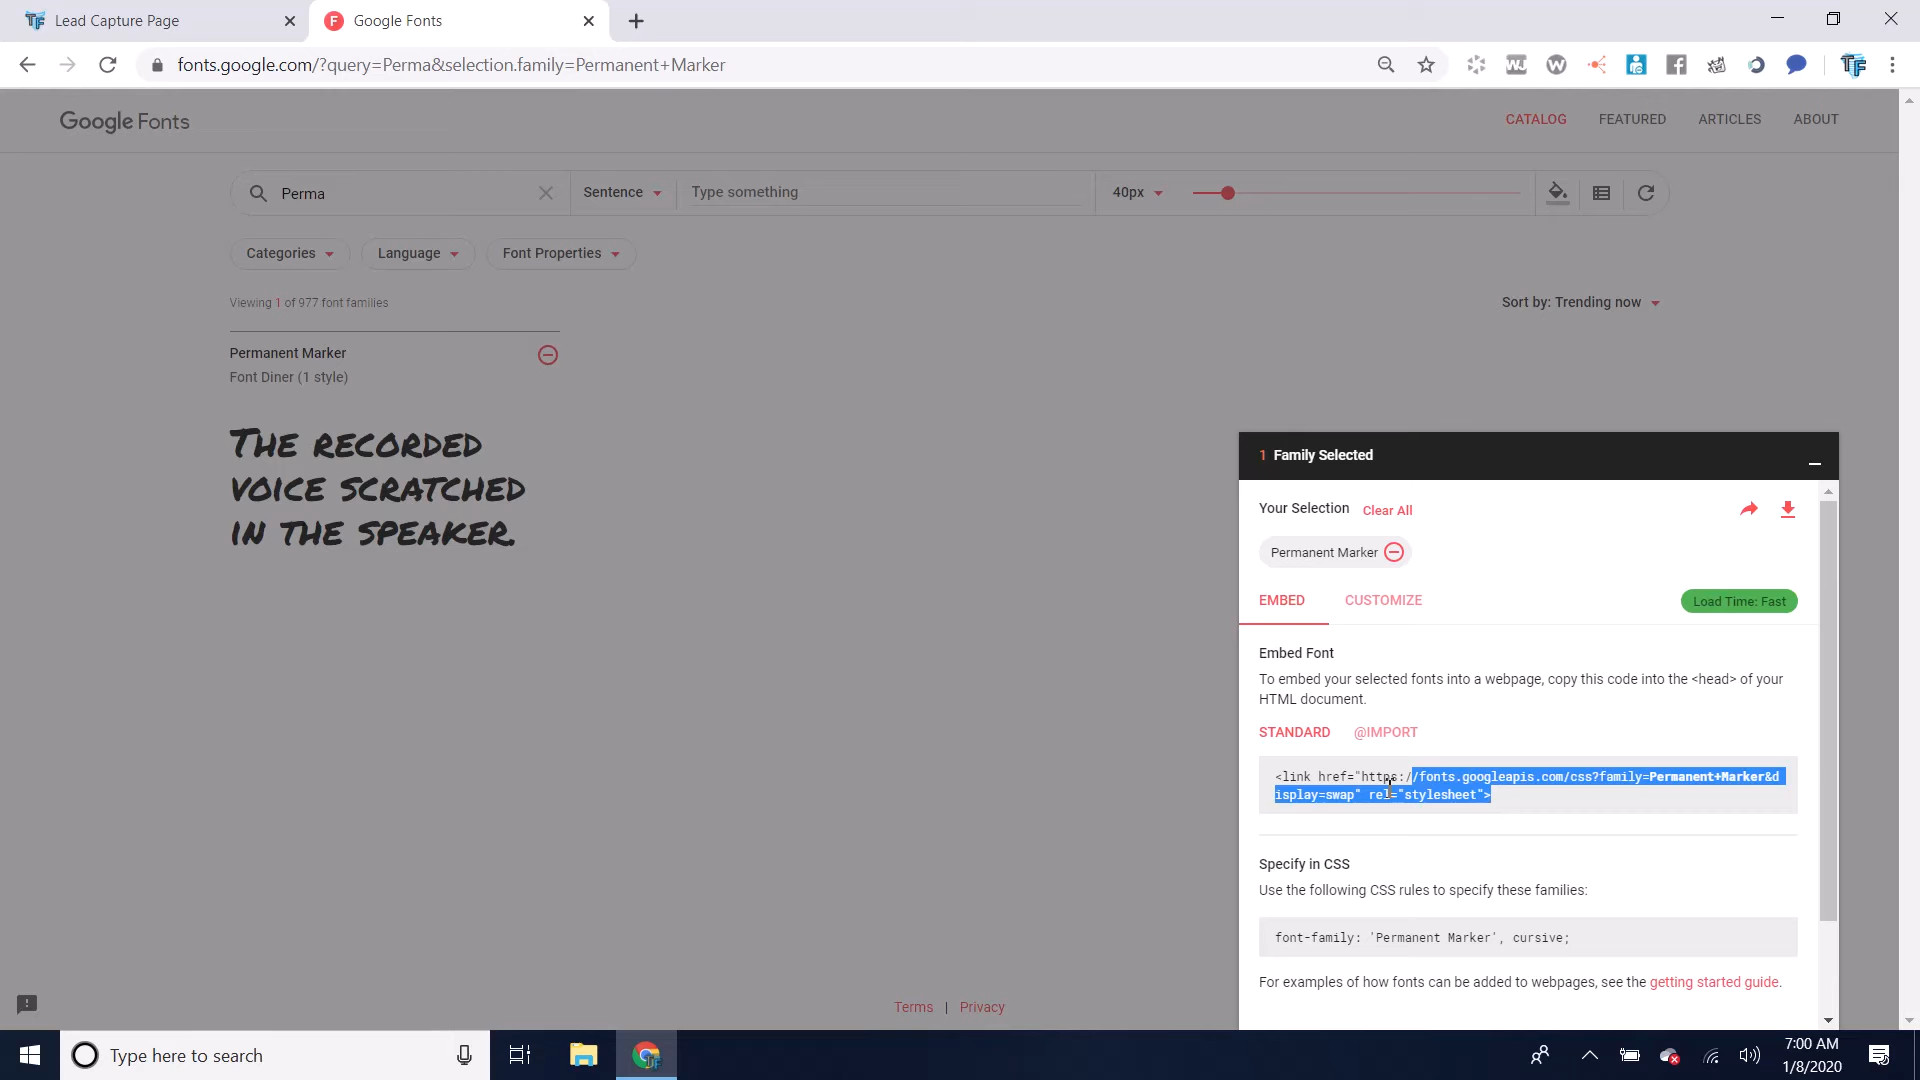 Lead Capture Page
Google Fonts
fonts.google.com/?query=Perma&selection.family=Permanent+Marker
Google Fonts
CATALOG
FEATURED
ARTICLES
ABOUT
Perma
Sentence
Type something
40px
Categories
Language
Font Properties
Viewing 1 of 977 font families
Sort by: Trending now
Permanent Marker
Font Diner (1 style)
THE RECORDED
VOICE SCRATCHED
IN THE SPEAKER.
1 Family Selected
Your Selection
Clear All
Permanent Marker
EMBED
CUSTOMIZE
Load Time: Fast
Embed Font
To embed your selected fonts into a webpage, copy this code into the <head> of your
HTML document.
STANDARD
@IMPORT
<link href="https://fonts.googleapis.com/css?family=Permanent+Marker&d
isplay=swap" rel="stylesheet">
Specify in CSS
Use the following CSS rules to specify these families:
font-family: 'Permanent Marker', cursive;
For examples of how fonts can be added to webpages, see the getting started guide.
Terms | Privacy
Type here to search
7:00 AM
1/8/2020